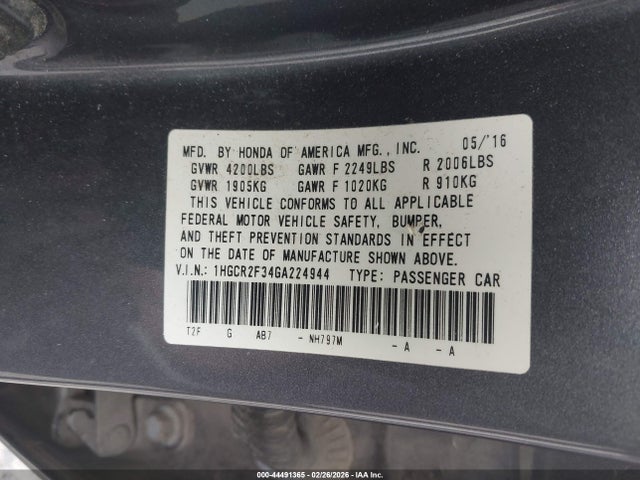 MFD. BY HONDA OF AMERICA MFG., INC. 05/'16
GVWR 4200LBS GAWR F 2249LBS R 2006LBS
GVWR 1905KG GAWR F 1020KG R 910KG
THIS VEHICLE CONFORMS TO ALL APPLICABLE
FEDERAL MOTOR VEHICLE SAFETY, BUMPER,
AND THEFT PREVENTION STANDARDS IN EFFECT
ON THE DATE OF MANUFACTURE SHOWN ABOVE.
V.I.N.: 1HGCR2F34GA224944 TYPE: PASSENGER CAR
T2F G AB7 - NH797M - A - A
000-44491365 - 02/26/2026 - IAA Inc.